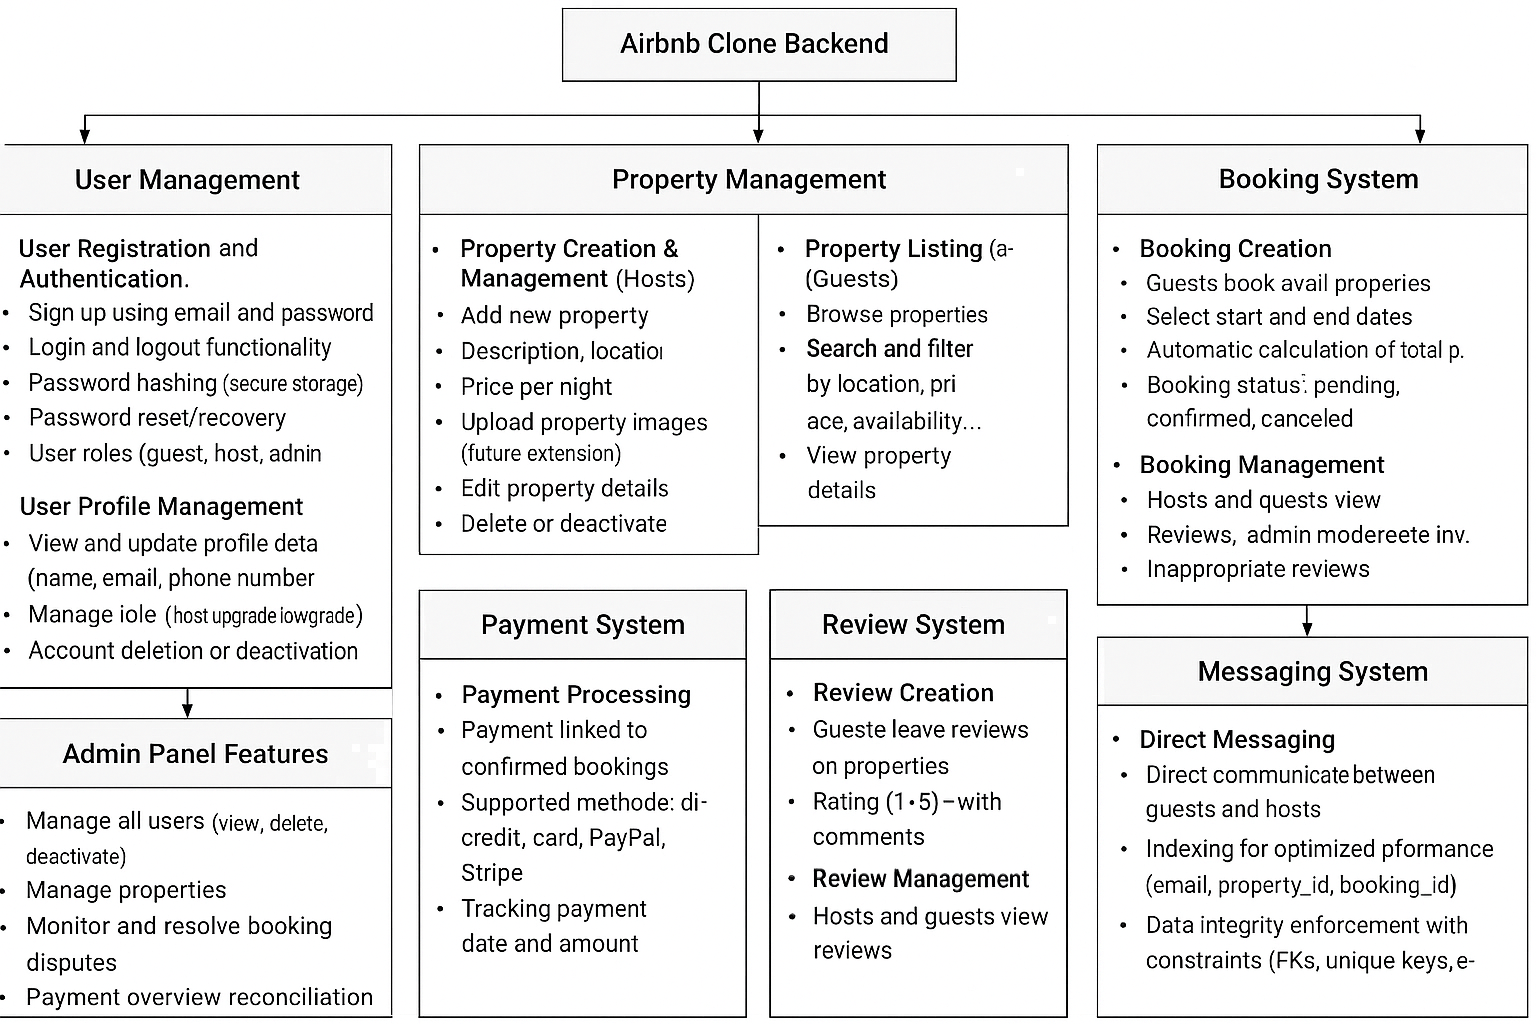 Airbnb Clone Backend
User Management
User Registration and
Authentication.
• Sign up using email and password
• Login and logout functionality
• Password hashing (secure storage)
• Password reset/recovery
• User roles (guest, host, adnin
User Profile Management
• View and update profile deta
(name, email, phone number
• Manage iole (host upgrade iowgrade)
• Account deletion or deactivation
Admin Panel Features
• Manage all users (view, delete,
deactivate)
• Manage properties
• Monitor and resolve booking
disputes
• Payment overview reconciliation
Property Management
• Property Creation &
Management (Hosts)
• Add new property
• Description, locatior
• Price per night
• Upload property images
(future extension)
• Edit property details
• Delete or deactivate
• Property Listing (a-
(Guests)
• Browse properties
• Search and filter
by location, pri
ace, availability...
• View property
details
Payment System
• Payment Processing
• Payment linked to
confirmed bookings
• Supported methode: di-
credit, card, PayPal,
Stripe
• Tracking payment
date and amount
Review System
• Review Creation
• Gueste leave reviews
on properties
• Rating (1•5)–with
comments
• Review Management
• Hosts and guests view
reviews
Booking System
• Booking Creation
• Guests book avail properies
• Select start and end dates
• Automatic calculation of total p.
• Booking status: pending,
confirmed, canceled
• Booking Management
• Hosts and quests view
• Reviews, admin modereete inv.
• Inappropriate reviews
Messaging System
• Direct Messaging
• Direct communicate between
guests and hosts
• Indexing for optimized pformance
(email, property_id, booking_id)
• Data integrity enforcement with
constraints (FKs, unique keys, e-